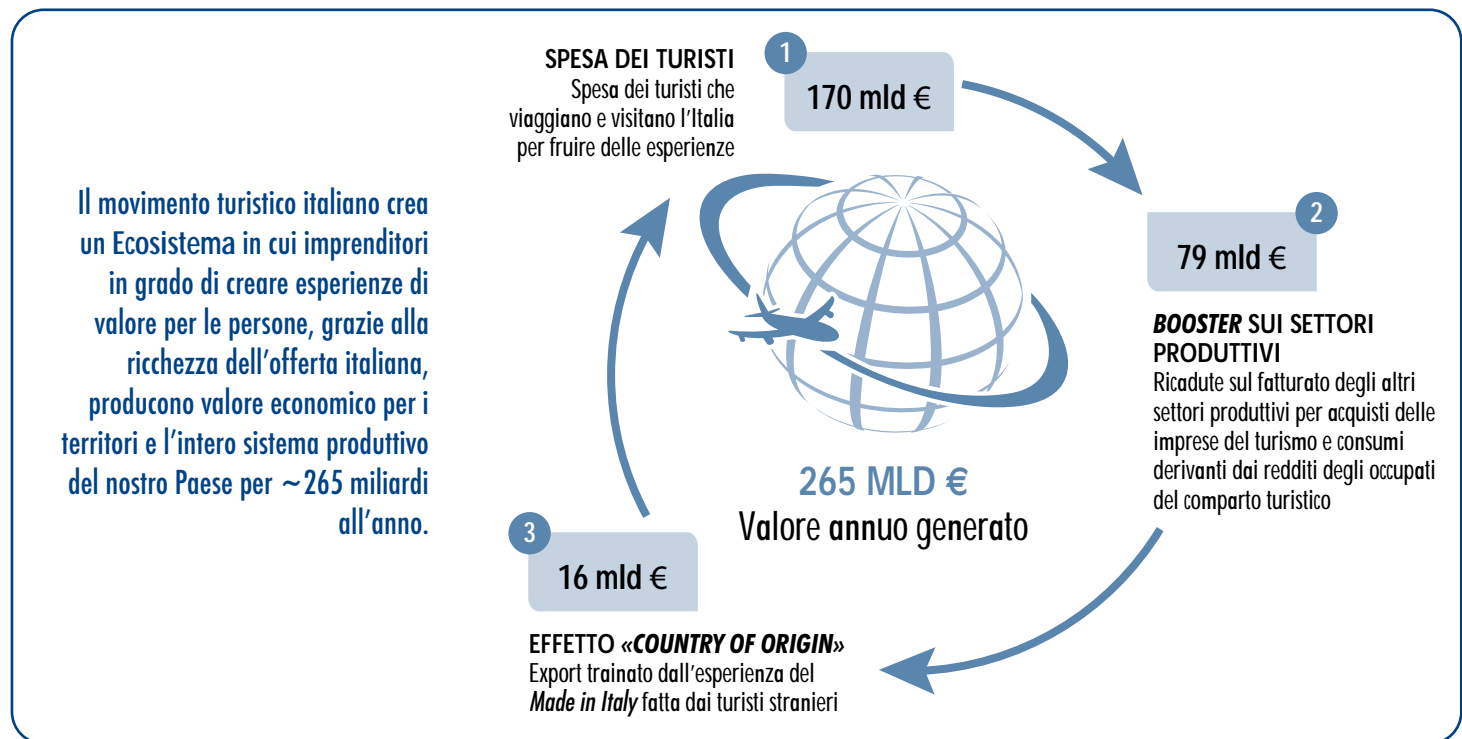 Il movimento turistico italiano crea
un Ecosistema in cui imprenditori
in grado di creare esperienze di
valore per le persone, grazie alla
ricchezza dell'offerta italiana,
producono valore economico per i
territori e l'intero sistema produttivo
del nostro Paese per ~265 miliardi
all'anno.
SPESA DEI TURISTI
Spesa dei turisti che
viaggiano e visitano l'Italia
per fruire delle esperienze
1
170 mld €
2
79 mld €
BOOSTER SUI SETTORI
PRODUTTIVI
Ricadute sul fatturato degli altri
settori produttivi per acquisti delle
imprese del turismo e consumi
derivanti dai redditi degli occupati
del comparto turistico
265 MLD €
Valore annuo generato
3
16 mld €
EFFETTO «COUNTRY OF ORIGIN»
Export trainato dall'esperienza del
Made in Italy fatta dai turisti stranieri